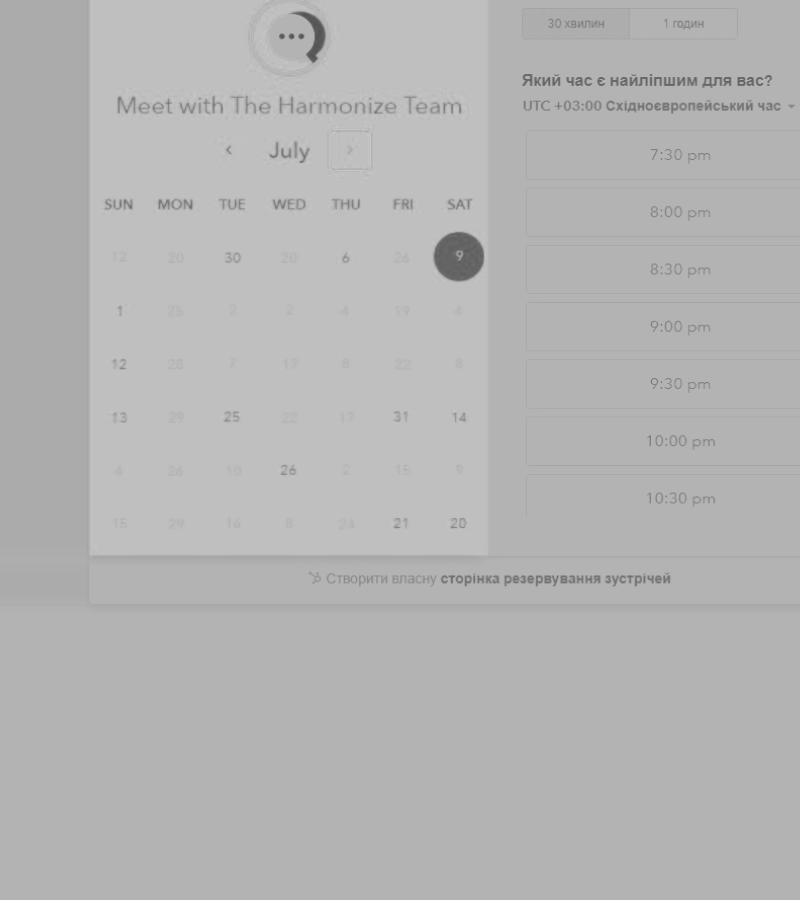 Meet with The Harmonize Team
July
SUN MON TUE WED THU FRI SAT
12 20 30 20 6 26 9
1 25 2 2 4 19 4
12 28 7 17 8 22 8
13 29 25 22 17 31 14
4 26 10 26 2 15 9
15 29 16 8 24 21 20
30 хвилин
1 годин
Який час є найліпшим для вас?
UTC +03:00 Східноєвропейський час
7:30 pm
8:00 pm
8:30 pm
9:00 pm
9:30 pm
10:00 pm
10:30 pm
Створити власну сторінка резервування зустрічей